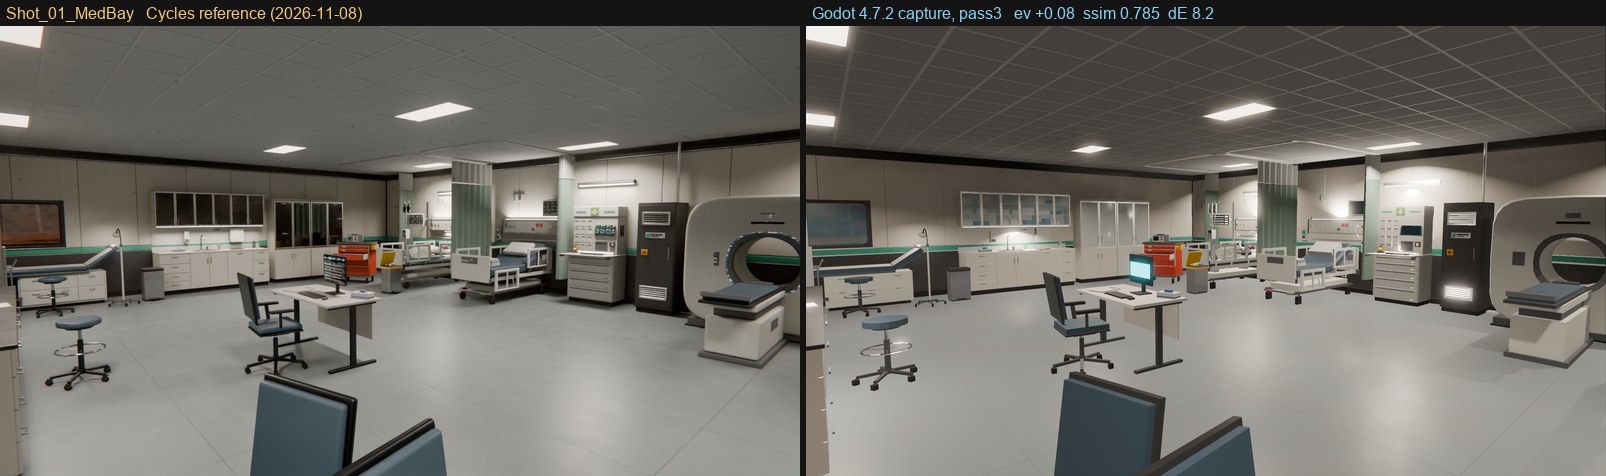 Shot_01_MedBay Cycles reference (2026-11-08)
Godot 4.7.2 capture, pass3 ev +0.08 ssim 0.785 dE 8.2